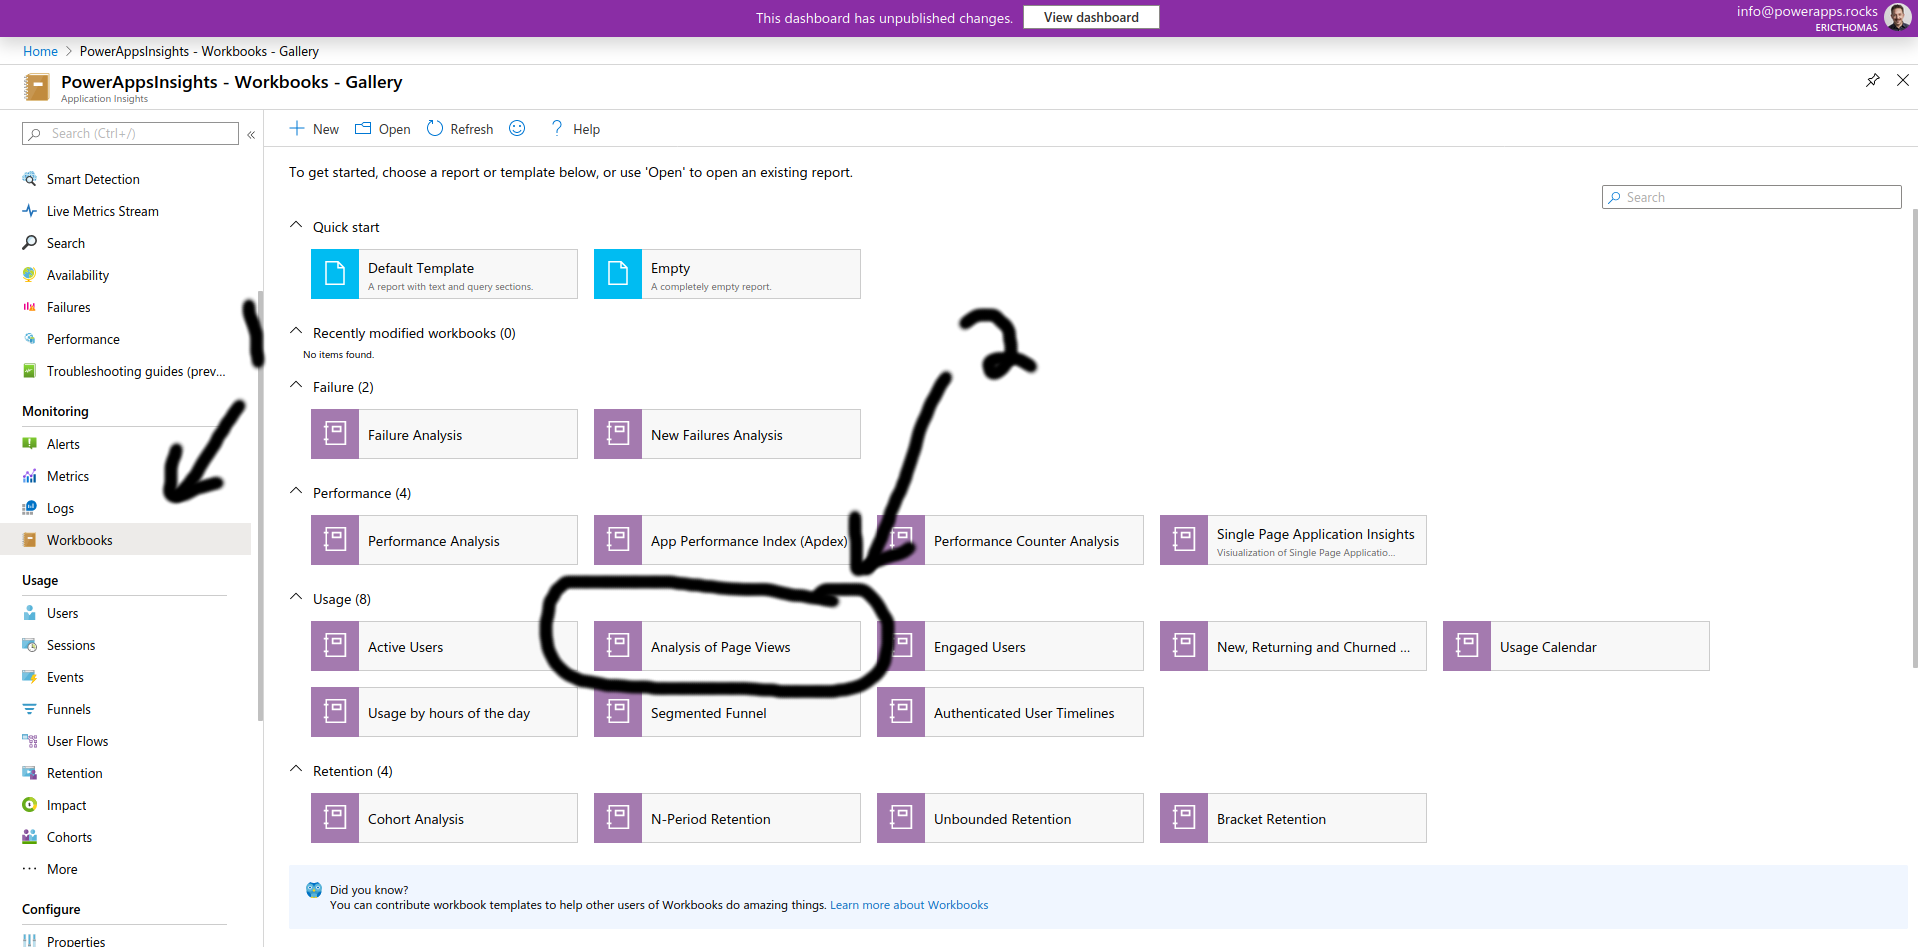 This dashboard has unpublished changes. View dashboard
info@powerapps.rocks
ERICTHOMAS
Home > PowerAppsInsights - Workbooks - Gallery
PowerAppsInsights - Workbooks - Gallery
Application Insights
Search (Ctrl+/)
«
Smart Detection
Live Metrics Stream
Search
Availability
Failures
Performance
Troubleshooting guides (prev...
Monitoring
Alerts
Metrics
Logs
Workbooks
Usage
Users
Sessions
Events
Funnels
User Flows
Retention
Impact
Cohorts
More
Configure
Properties
1
New Open Refresh Help
To get started, choose a report or template below, or use 'Open' to open an existing report.
Search
Quick start
Default Template
A report with text and query sections.
Empty
A completely empty report.
Recently modified workbooks (0)
No items found.
2
Failure (2)
Failure Analysis
New Failures Analysis
Performance (4)
Performance Analysis
App Performance Index (Apdex)
Performance Counter Analysis
Single Page Application Insights
Visiualization of Single Page Applicatio...
Usage (8)
Active Users
Analysis of Page Views
Engaged Users
New, Returning and Churned ...
Usage Calendar
Usage by hours of the day
Segmented Funnel
Authenticated User Timelines
Retention (4)
Cohort Analysis
N-Period Retention
Unbounded Retention
Bracket Retention
Did you know?
You can contribute workbook templates to help other users of Workbooks do amazing things. Learn more about Workbooks